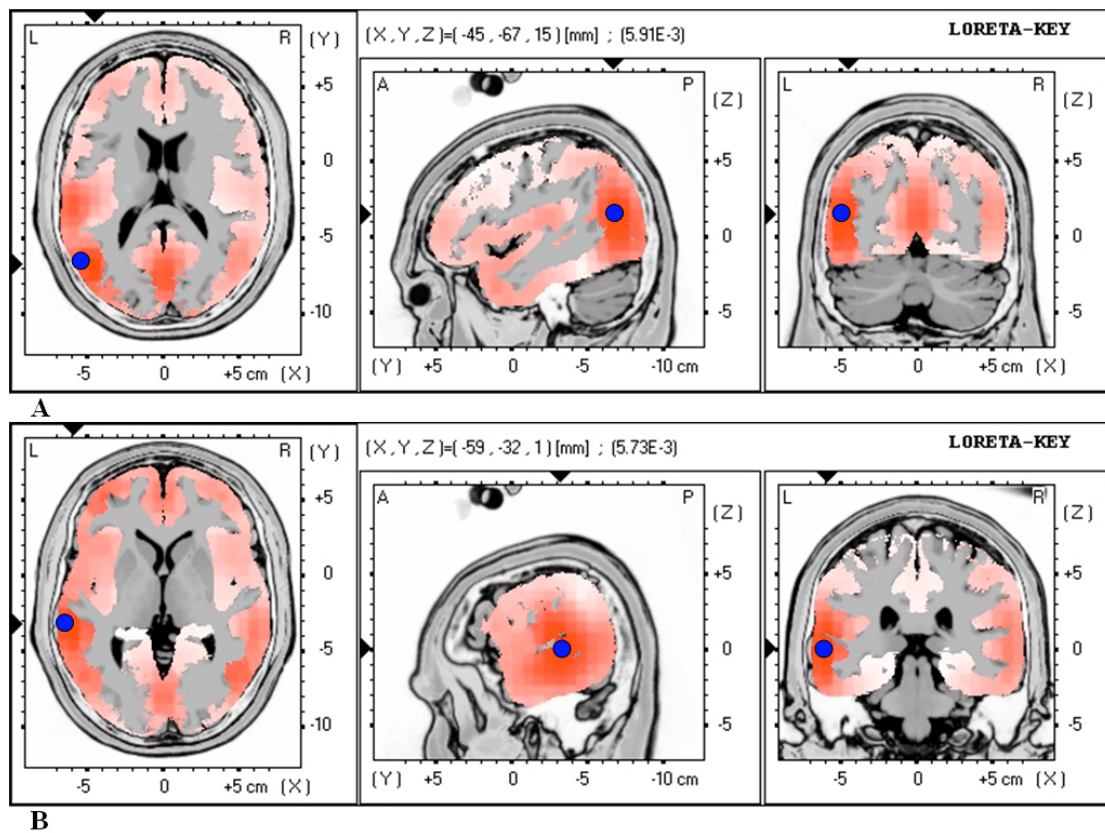 (X,Y,Z)=(-45,-67,15)[mm] ; (5.91E-3) LORETA-KEY
L R (Y)
+5
0
-5
-10
-5 0 +5 cm (X)
A P (Z)
+5
0
-5
(Y) +5 0 -5 -10 cm
L R (Z)
+5
0
-5
-5 0 +5 cm (X)
A
(X,Y,Z)=(-59,-32,1)[mm] ; (5.73E-3) LORETA-KEY
L R (Y)
+5
0
-5
-10
-5 0 +5 cm (X)
A P (Z)
+5
0
-5
(Y) +5 0 -5 -10 cm
L R (Z)
+5
0
-5
-5 0 +5 cm (X)
B